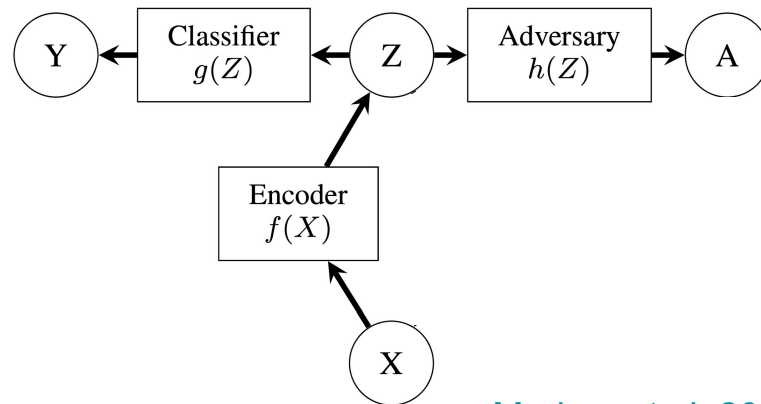 Y
Classifier
g(Z)
Z
Adversary
h(Z)
A
Encoder
f(X)
X